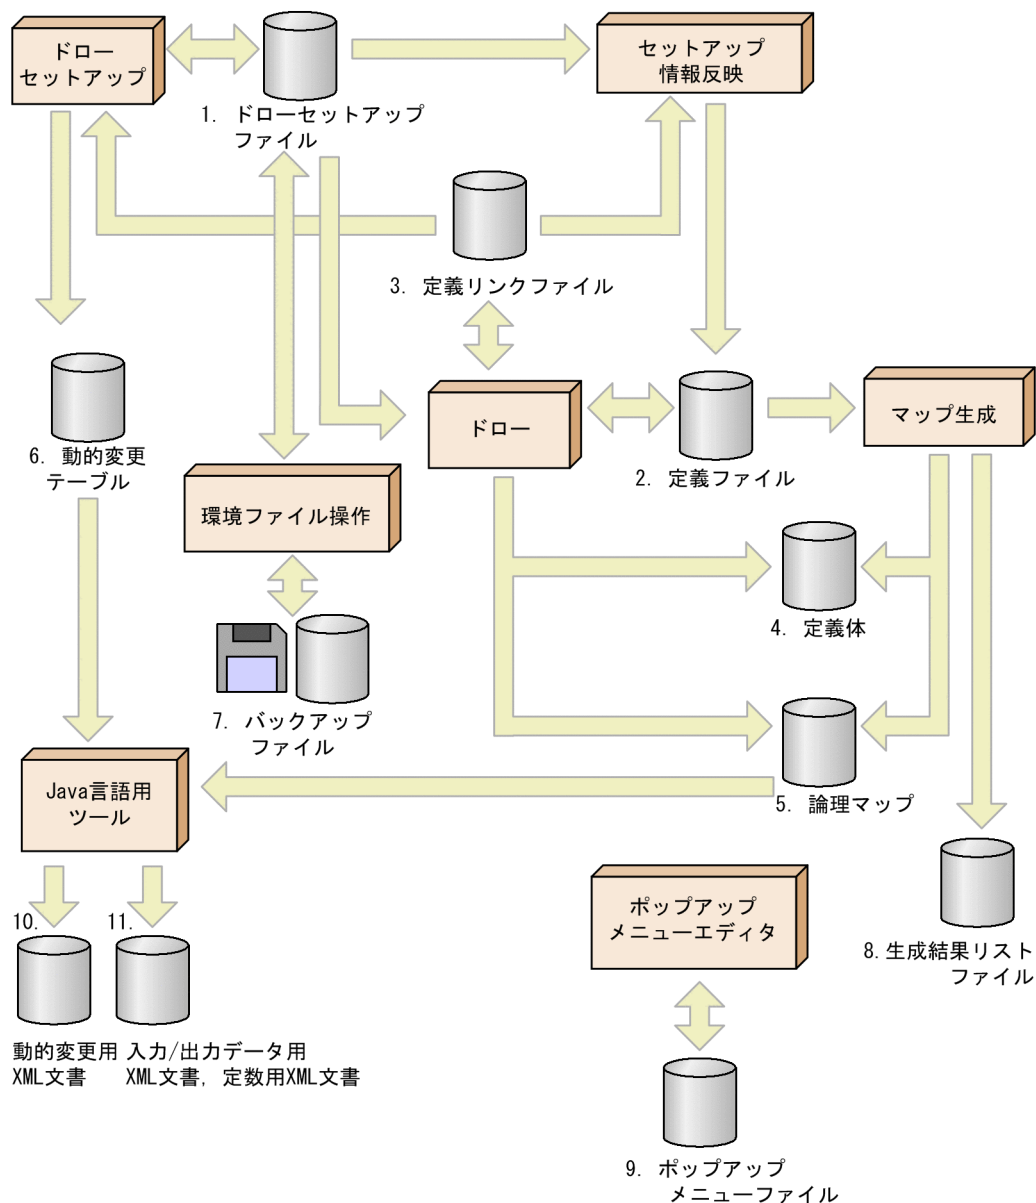 ドロー
セットアップ
セットアップ
情報反映
1. ドローセットアップ
ファイル
3. 定義リンクファイル
ドロー
マップ生成
6. 動的変更
テーブル
2. 定義ファイル
環境ファイル操作
4. 定義体
7. バックアップ
ファイル
Java言語用
ツール
5. 論理マップ
ポップアップ
メニューエディタ
10.
11.
8.生成結果リスト
ファイル
動的変更用
XML文書
入力/出力データ用
XML文書, 定数用XML文書
9. ポップアップ
メニューファイル